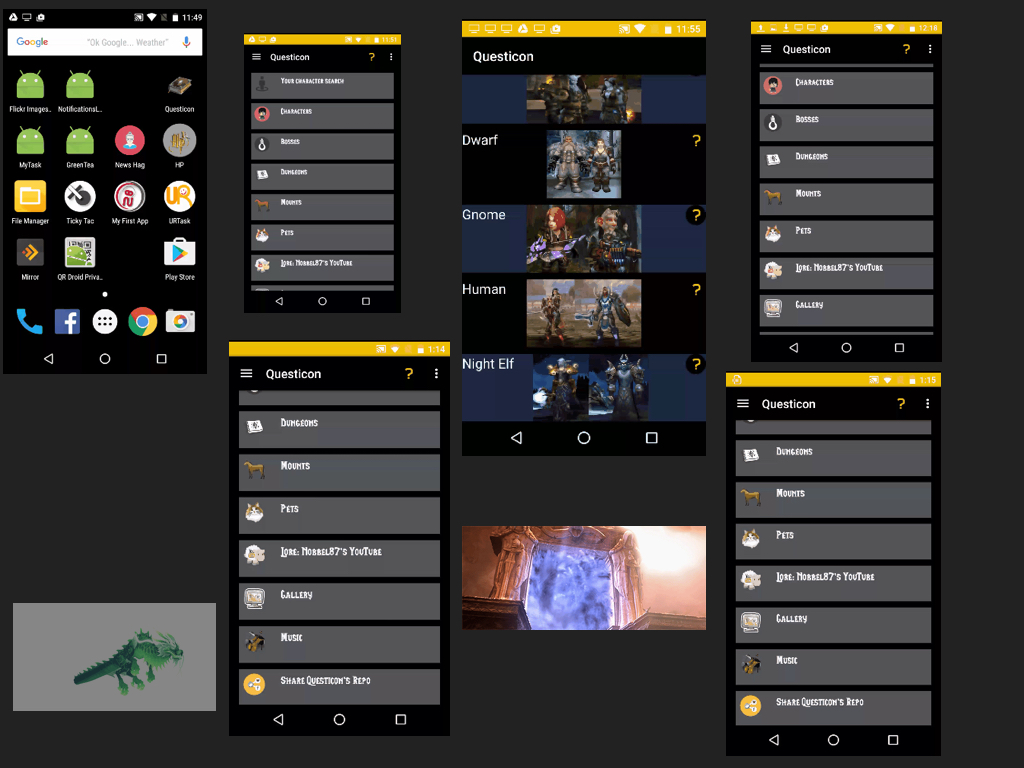 11:49
Google
"Ok Google... Weather"
Flickr Images..
NotificationsL..
Questicon
MyTask
GreenTea
News Hag
HP
File Manager
Ticky Tac
My First App
URTask
Mirror
QR Droid Priva..
Play Store
11:51
Questicon ?
Your character search
Characters
Bosses
Dungeons
Mounts
Pets
Lore: Nobbel87's YouTube
11:55
Questicon
Dwarf ?
Gnome ?
Human ?
Night Elf ?
12:18
Questicon ?
Characters
Bosses
Dungeons
Mounts
Pets
Lore: Nobbel87's YouTube
Gallery
1:14
Questicon ?
Dungeons
Mounts
Pets
Lore: Nobbel87's YouTube
Gallery
Music
Share Questicon's Repo
1:15
Questicon ?
Dungeons
Mounts
Pets
Lore: Nobbel87's YouTube
Gallery
Music
Share Questicon's Repo